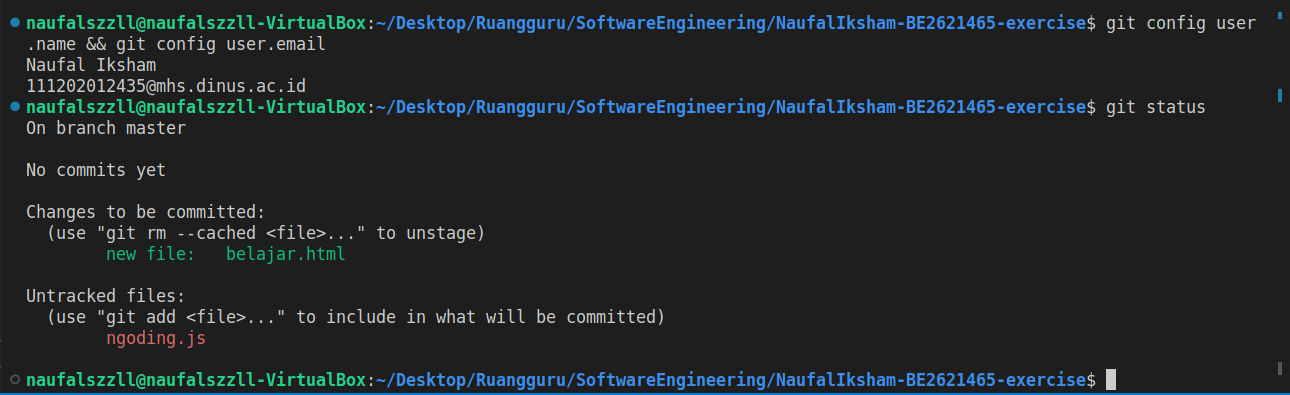 naufalszzll@naufalszzll-VirtualBox:~/Desktop/Ruangguru/SoftwareEngineering/NaufalIksham-BE2621465-exercise$ git config user
.name && git config user.email
Naufal Iksham
111202012435@mhs.dinus.ac.id
naufalszzll@naufalszzll-VirtualBox:~/Desktop/Ruangguru/SoftwareEngineering/NaufalIksham-BE2621465-exercise$ git status
On branch master
No commits yet
Changes to be committed:
  (use "git rm --cached <file>..." to unstage)
        new file:   belajar.html
Untracked files:
  (use "git add <file>..." to include in what will be committed)
        ngoding.js
naufalszzll@naufalszzll-VirtualBox:~/Desktop/Ruangguru/SoftwareEngineering/NaufalIksham-BE2621465-exercise$